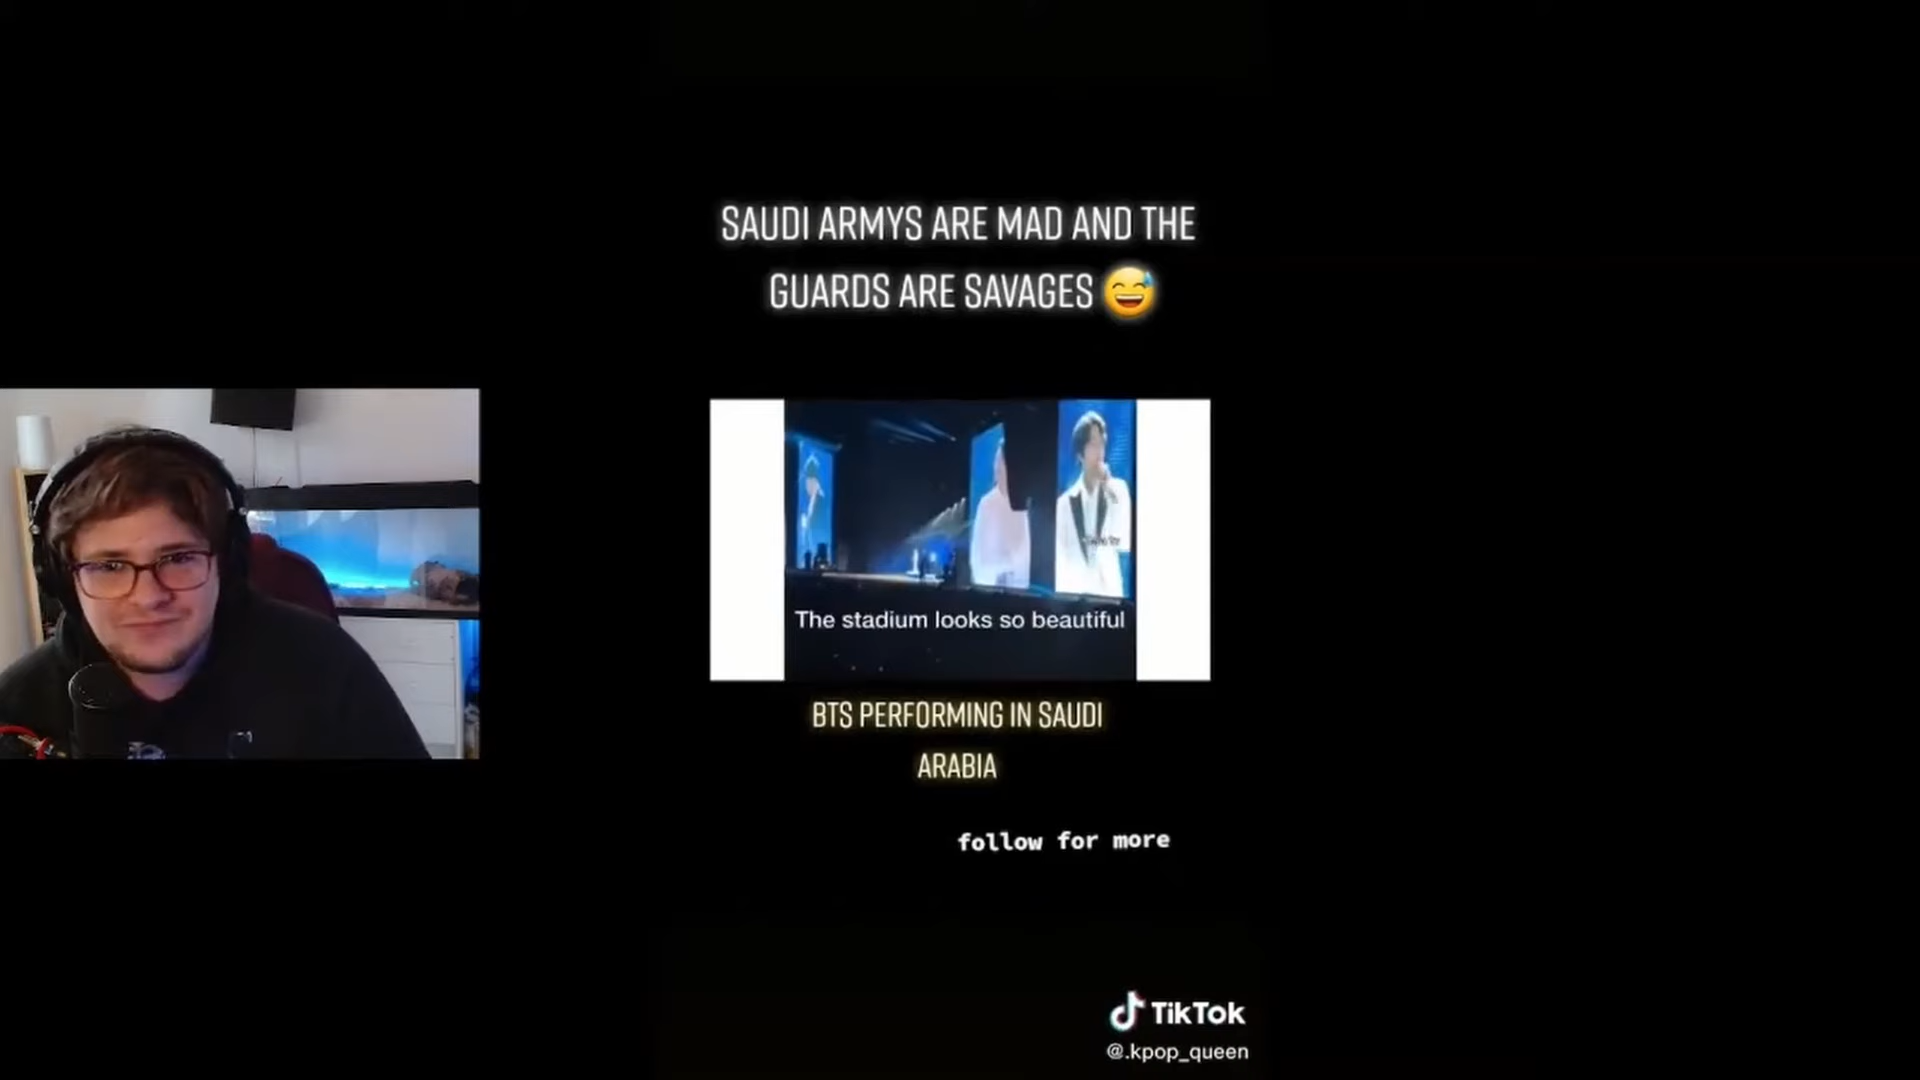 SAUDI ARMYS ARE MAD AND THE
GUARDS ARE SAVAGES 😅
The stadium looks so beautiful
BTS PERFORMING IN SAUDI
ARABIA
follow for more
TikTok
@.kpop_queen